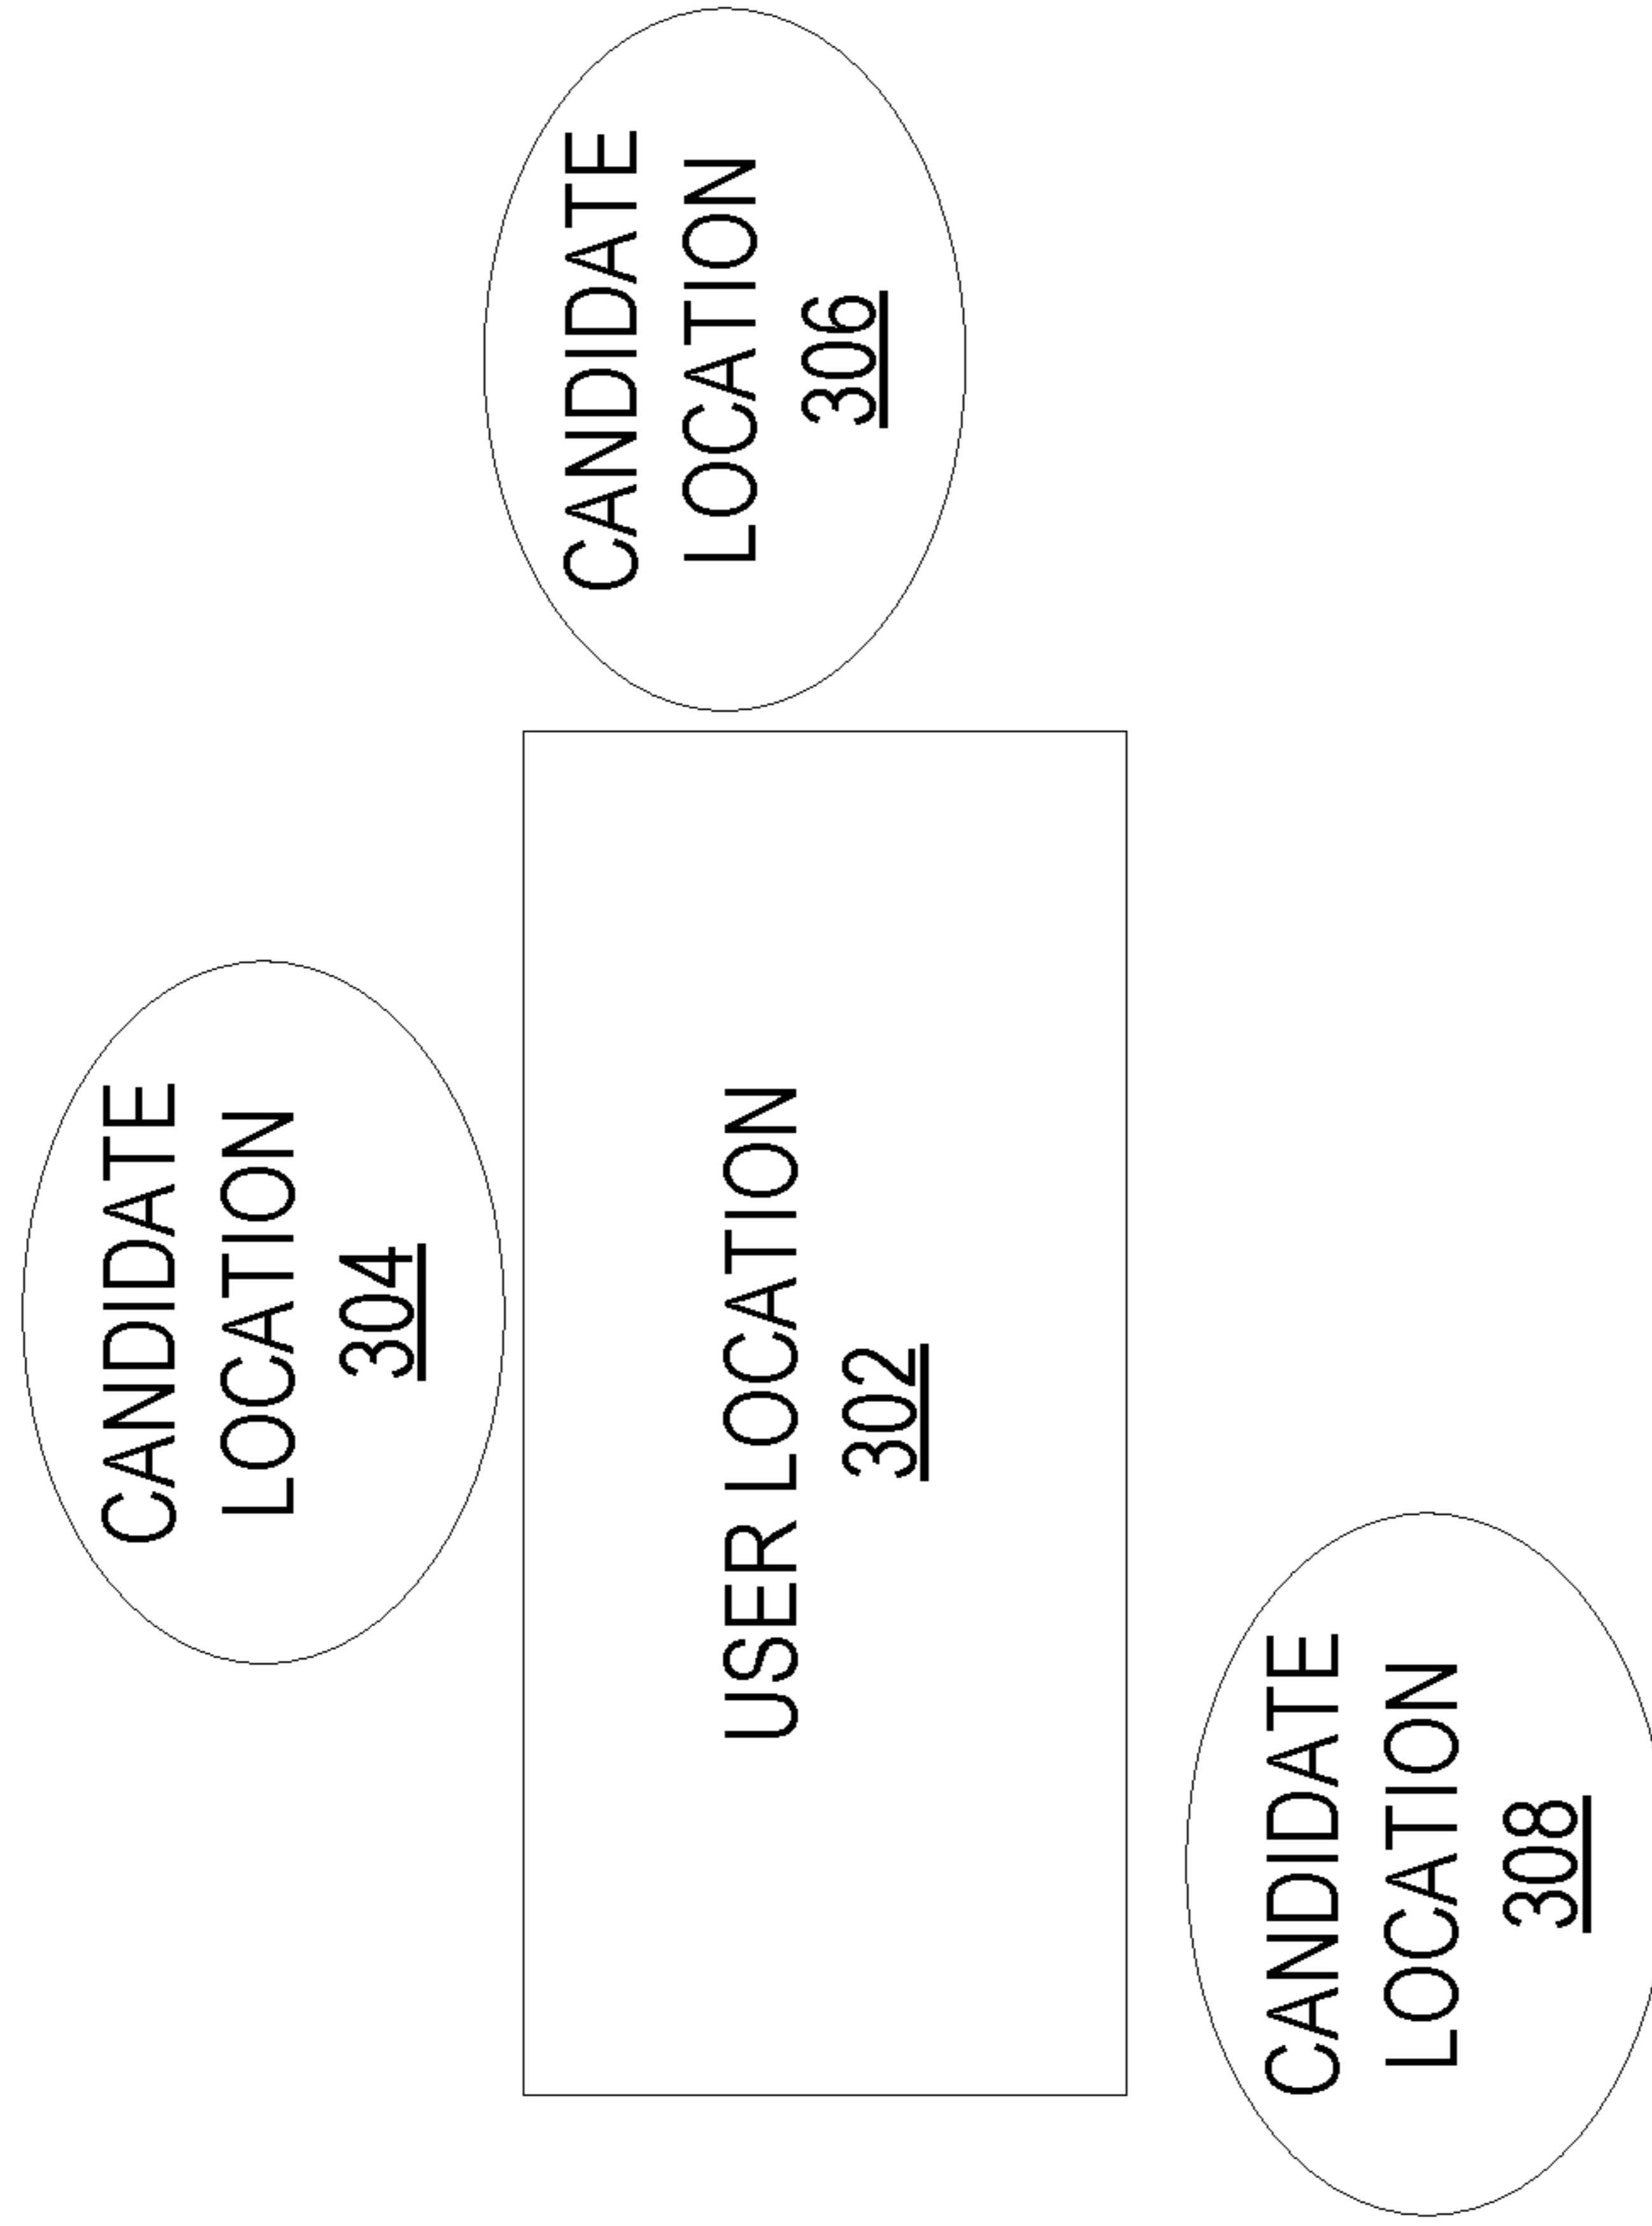 CANDIDATE
LOCATION
304
CANDIDATE
LOCATION
306
USER LOCATION
302
CANDIDATE
LOCATION
308